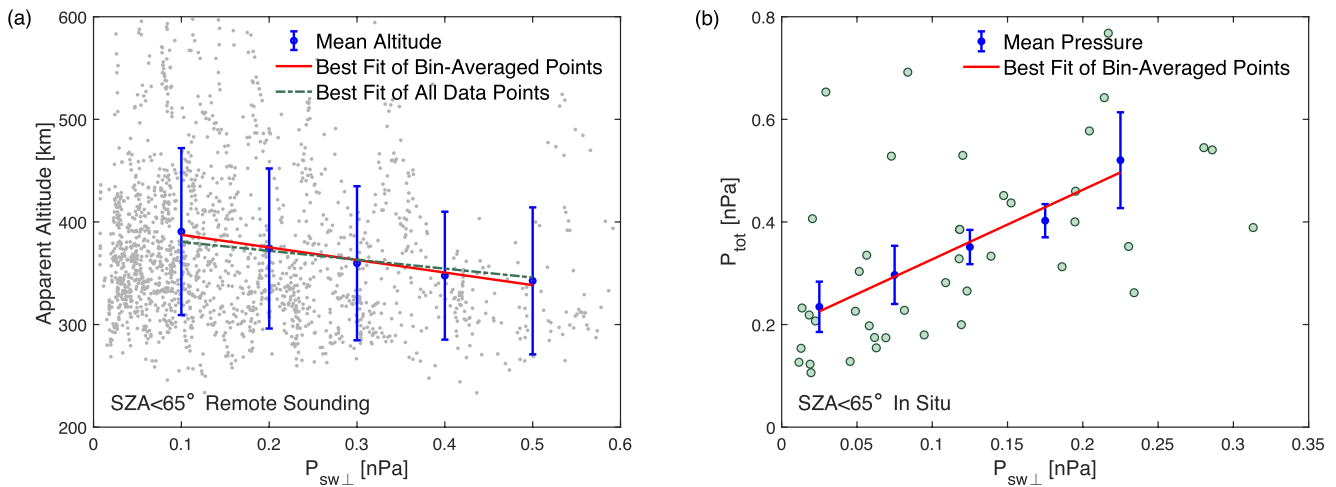 (a)
600
500
400
300
200
Apparent Altitude [km]
Mean Altitude
Best Fit of Bin-Averaged Points
Best Fit of All Data Points
SZA<65° Remote Sounding
0
0.1
0.2
0.3
0.4
0.5
0.6
P_sw⊥ [nPa]
(b)
0.8
0.6
0.4
0.2
0
P_tot [nPa]
Mean Pressure
Best Fit of Bin-Averaged Points
SZA<65° In Situ
0
0.05
0.1
0.15
0.2
0.25
0.3
0.35
P_sw⊥ [nPa]